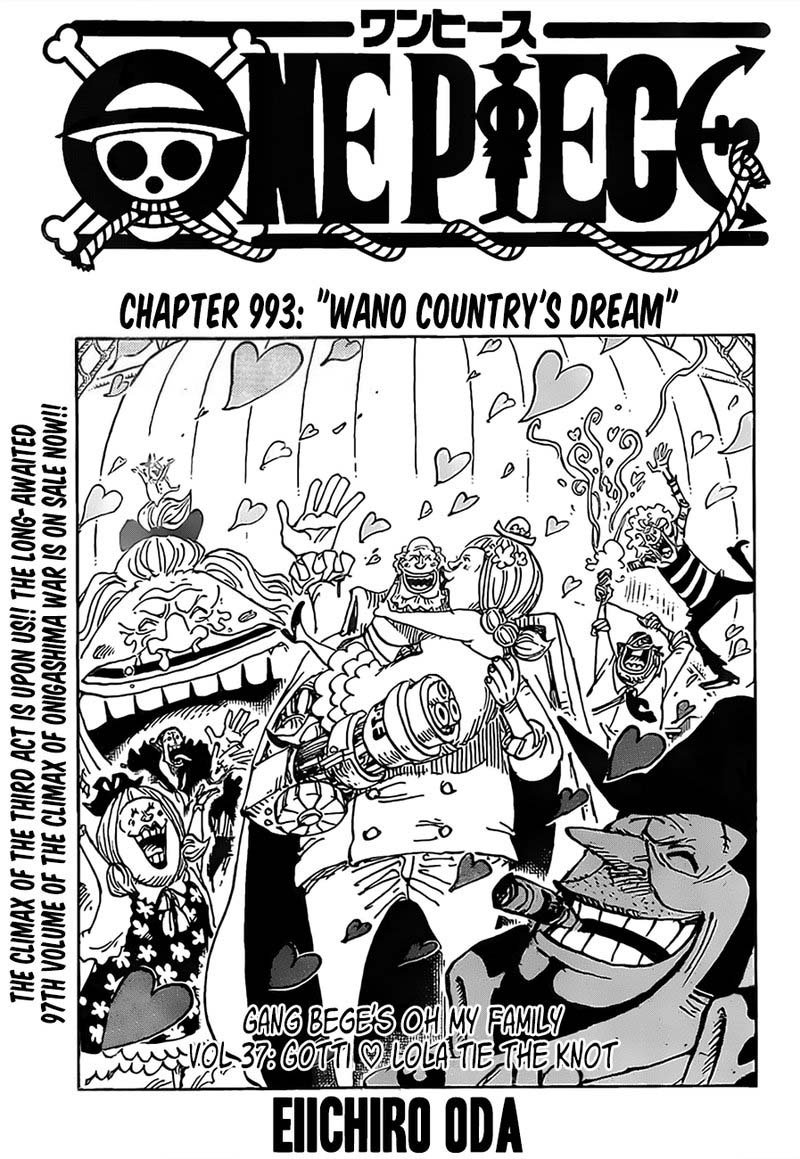 ワンピース
ONE PIECE
CHAPTER 993: "WANO COUNTRY'S DREAM"
THE CLIMAX OF THE THIRD ACT IS UPON US!! THE LONG-AWAITED
97TH VOLUME OF THE CLIMAX OF ONIGASHIMA WAR IS ON SALE NOW!!
GANG BEGE'S OH MY FAMILY
VOL.37: GOTTI ♡ LOLA TIE THE KNOT
EIICHIRO ODA